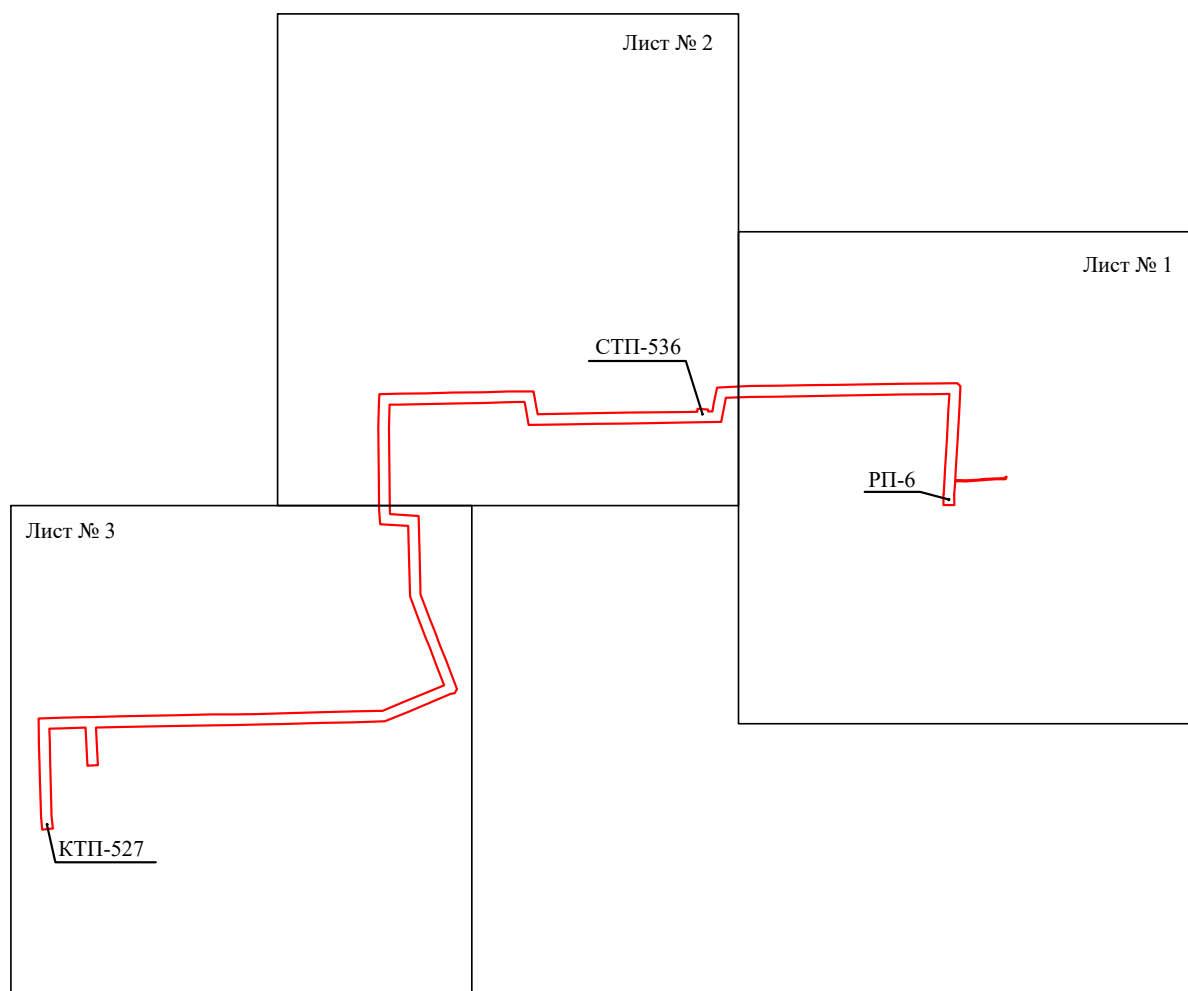 Лист № 2
Лист № 1
СТП-536
РП-6
Лист № 3
КТП-527